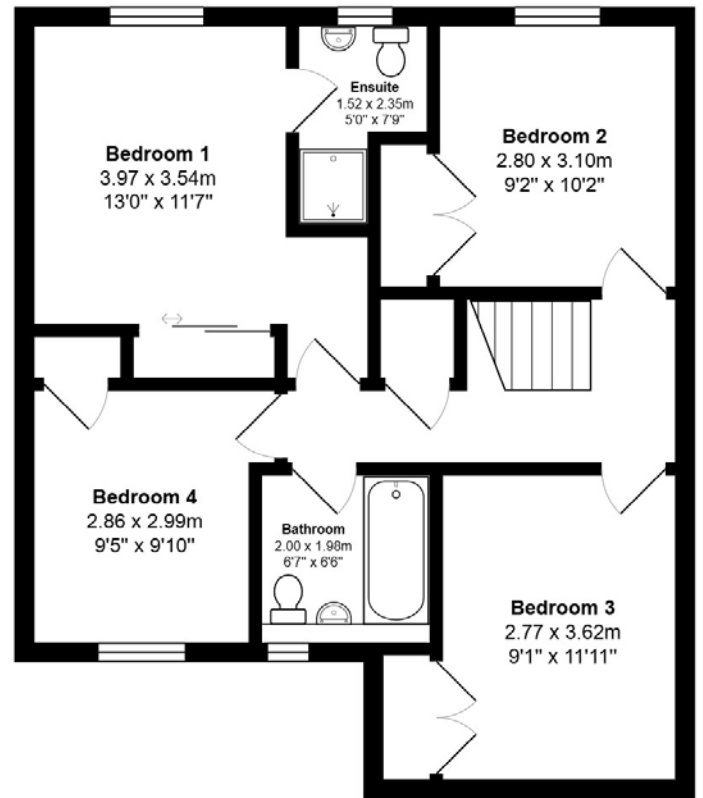 Bedroom 1
3.97 x 3.54m
13'0" x 11'7"
Ensuite
1.52 x 2.35m
5'0" x 7'9"
Bedroom 2
2.80 x 3.10m
9'2" x 10'2"
Bedroom 4
2.86 x 2.99m
9'5" x 9'10"
Bathroom
2.00 x 1.98m
6'7" x 6'6"
Bedroom 3
2.77 x 3.62m
9'1" x 11'11"